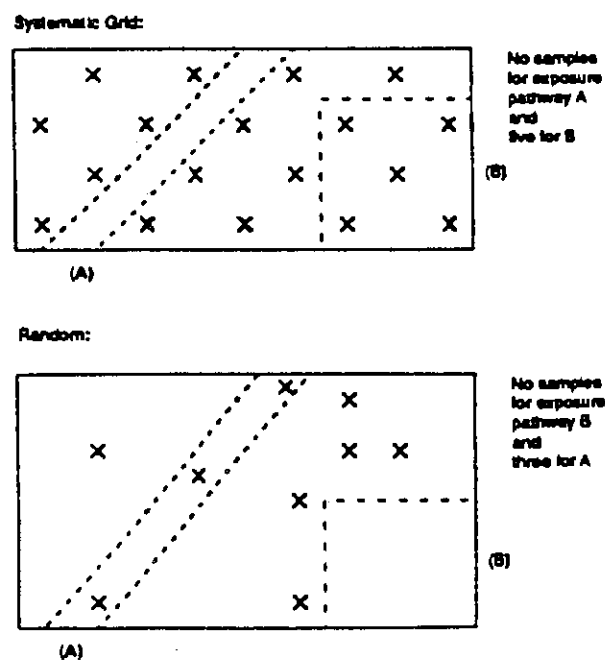 Systematic Grid:
No samples
for exposure
pathway A
and
five for B
(B)
(A)
Random:
No samples
for exposure
pathway B
and
three for A
(B)
(A)